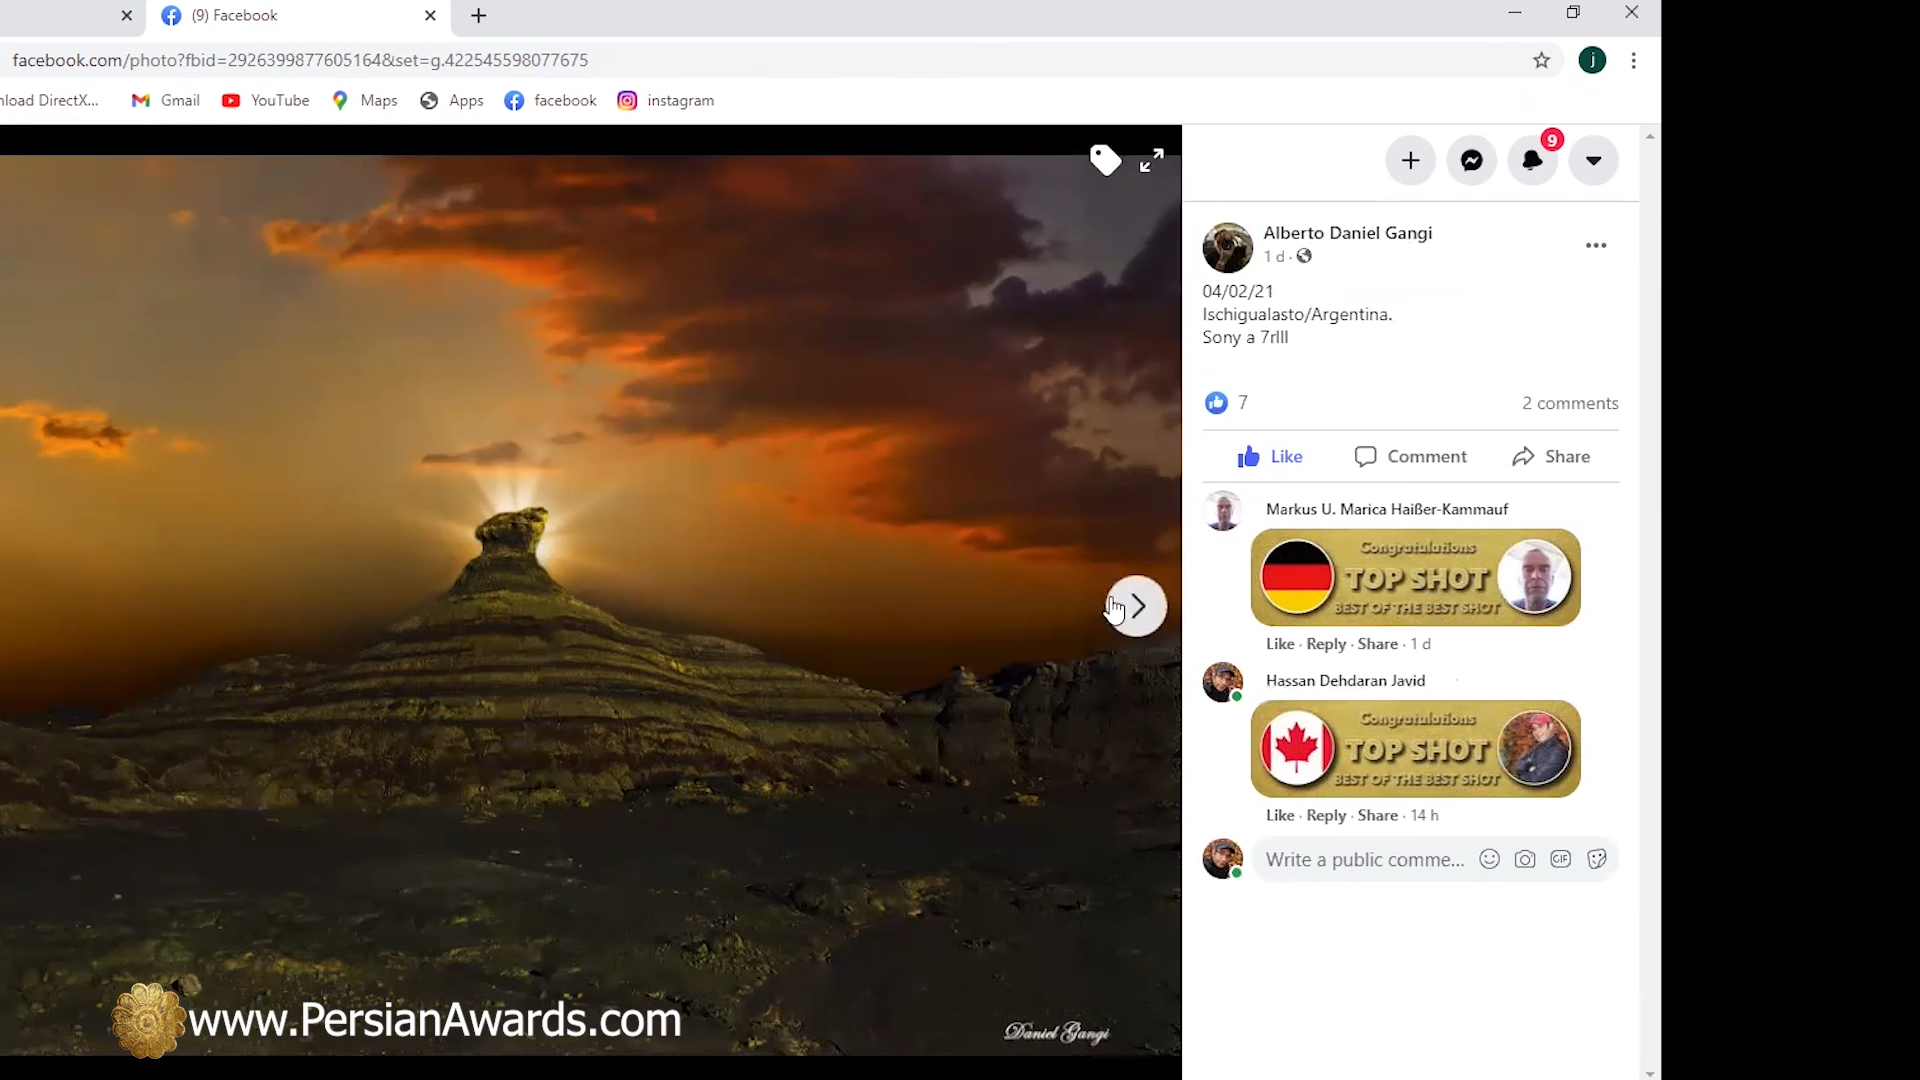 (9) Facebook
facebook.com/photo?fbid=2926399877605164&set=g.422545598077675
nload DirectX...
Gmail
YouTube
Maps
Apps
facebook
instagram
9
j
Alberto Daniel Gangi
1 d ·
04/02/21
Ischigualasto/Argentina.
Sony a 7rlll
7
2 comments
Like
Comment
Share
Markus U. Marica Haißer-Kammauf
Congratulations
TOP SHOT
BEST OF THE BEST SHOT
Like · Reply · Share · 1 d
Hassan Dehdaran Javid
Congratulations
TOP SHOT
BEST OF THE BEST SHOT
Like · Reply · Share · 14 h
Write a public comme...
GIF
www.PersianAwards.com
Daniel Gangi